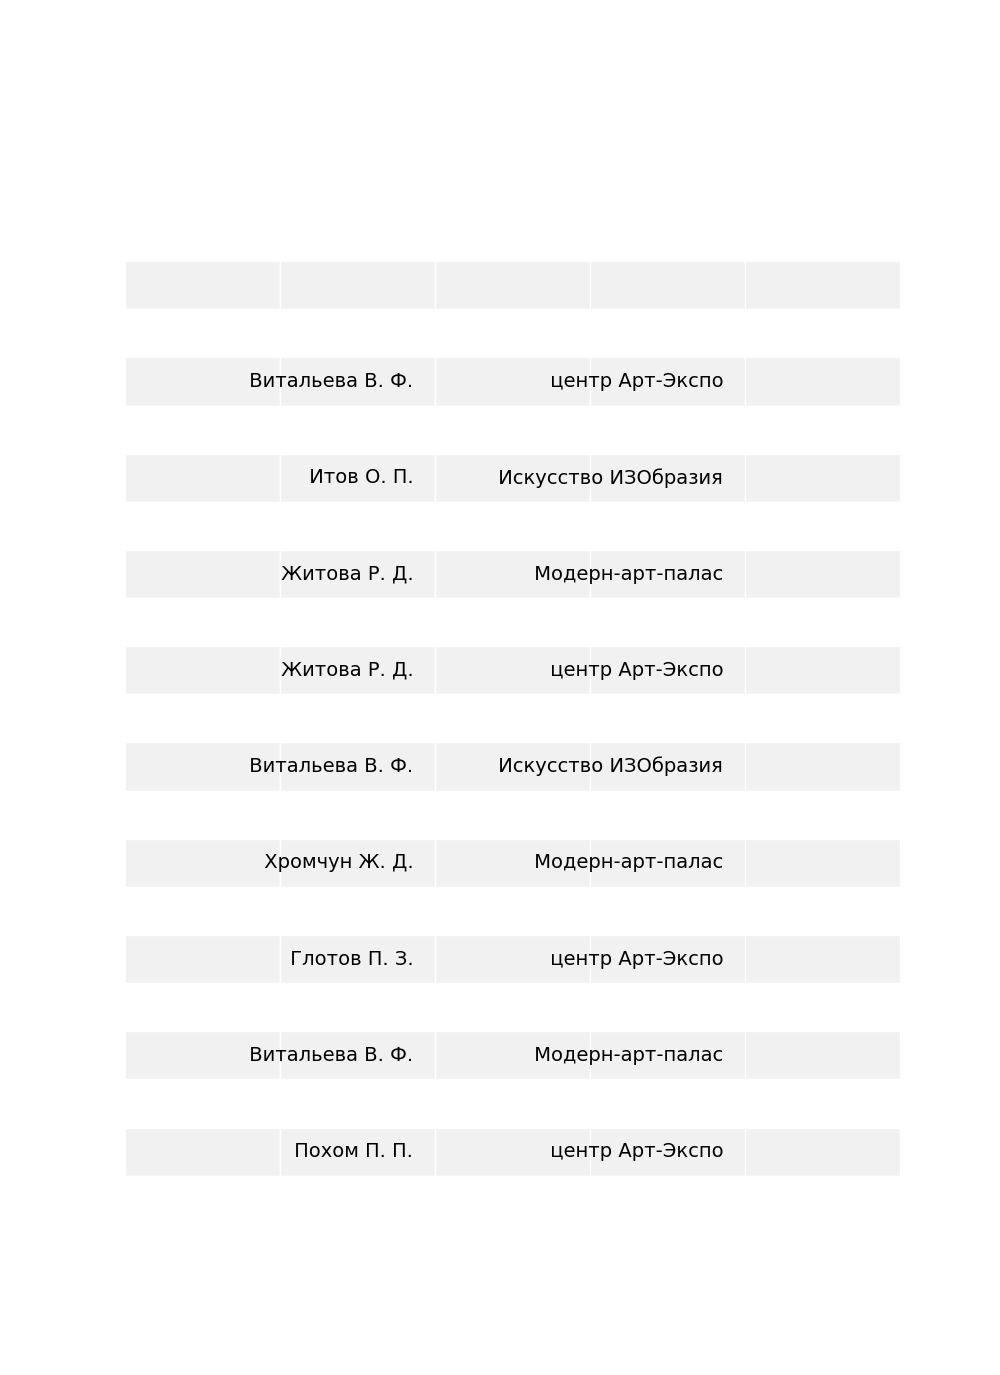 Витальева В. Ф. центр Арт-Экспо
Итов О. П. Искусство ИЗОбразия
Житова Р. Д. Модерн-арт-палас
Житова Р. Д. центр Арт-Экспо
Витальева В. Ф. Искусство ИЗОбразия
Хромчун Ж. Д. Модерн-арт-палас
Глотов П. З. центр Арт-Экспо
Витальева В. Ф. Модерн-арт-палас
Похом П. П. центр Арт-Экспо